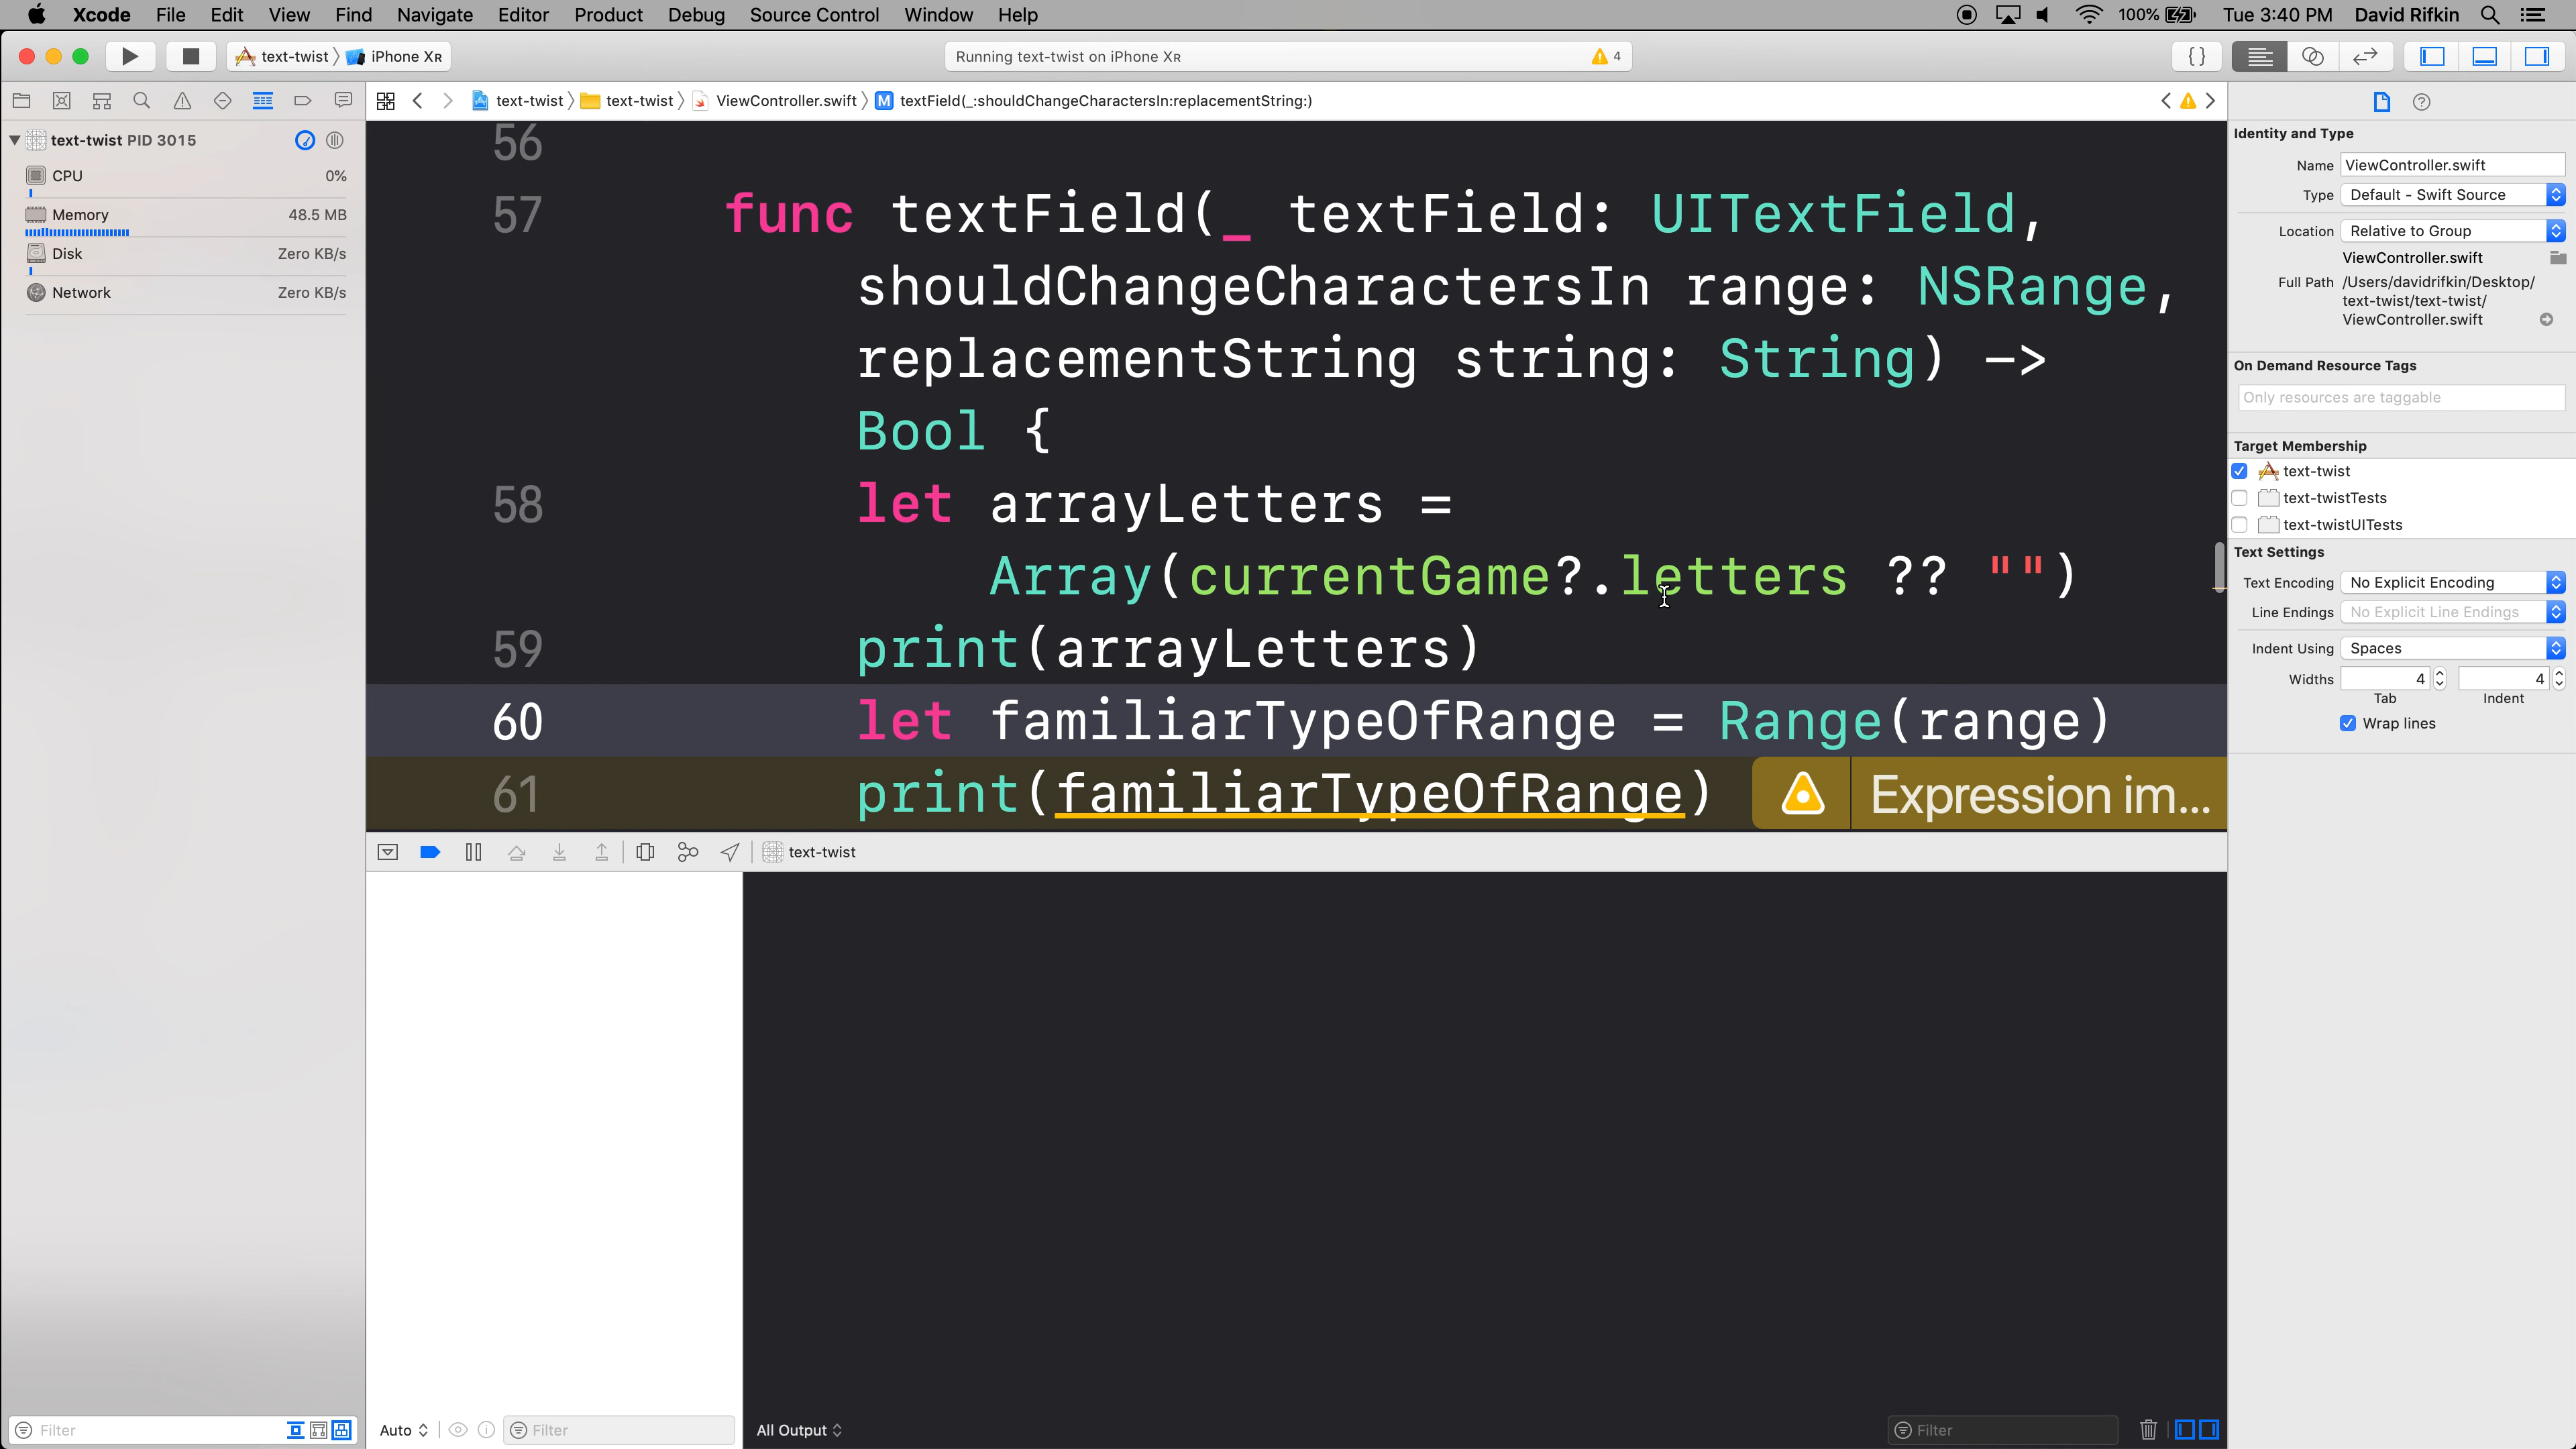 Xcode File Edit View Find Navigate Editor Product Debug Source Control Window Help 100% Tue 3:40 PM David Rifkin
text-twist 〉 iPhone XR
Running text-twist on iPhone XR
4
{ }
text-twist 〉 text-twist 〉 ViewController.swift 〉 M textField(_:shouldChangeCharactersIn:replacementString:)
text-twist PID 3015
CPU 0%
Memory 48.5 MB
Disk Zero KB/s
Network Zero KB/s
Filter
56
57 func textField(_ textField: UITextField,
shouldChangeCharactersIn range: NSRange,
replacementString string: String) ->
Bool {
58 let arrayLetters =
Array(currentGame?.letters ?? "")
59 print(arrayLetters)
60 let familiarTypeOfRange = Range(range)
61 print(familiarTypeOfRange) Expression im...
text-twist
Auto
Filter
All Output
Filter
Identity and Type
Name ViewController.swift
Type Default - Swift Source
Location Relative to Group
ViewController.swift
Full Path /Users/davidrifkin/Desktop/
text-twist/text-twist/
ViewController.swift
On Demand Resource Tags
Only resources are taggable
Target Membership
text-twist
text-twistTests
text-twistUITests
Text Settings
Text Encoding No Explicit Encoding
Line Endings No Explicit Line Endings
Indent Using Spaces
Widths 4 4
Tab Indent
Wrap lines